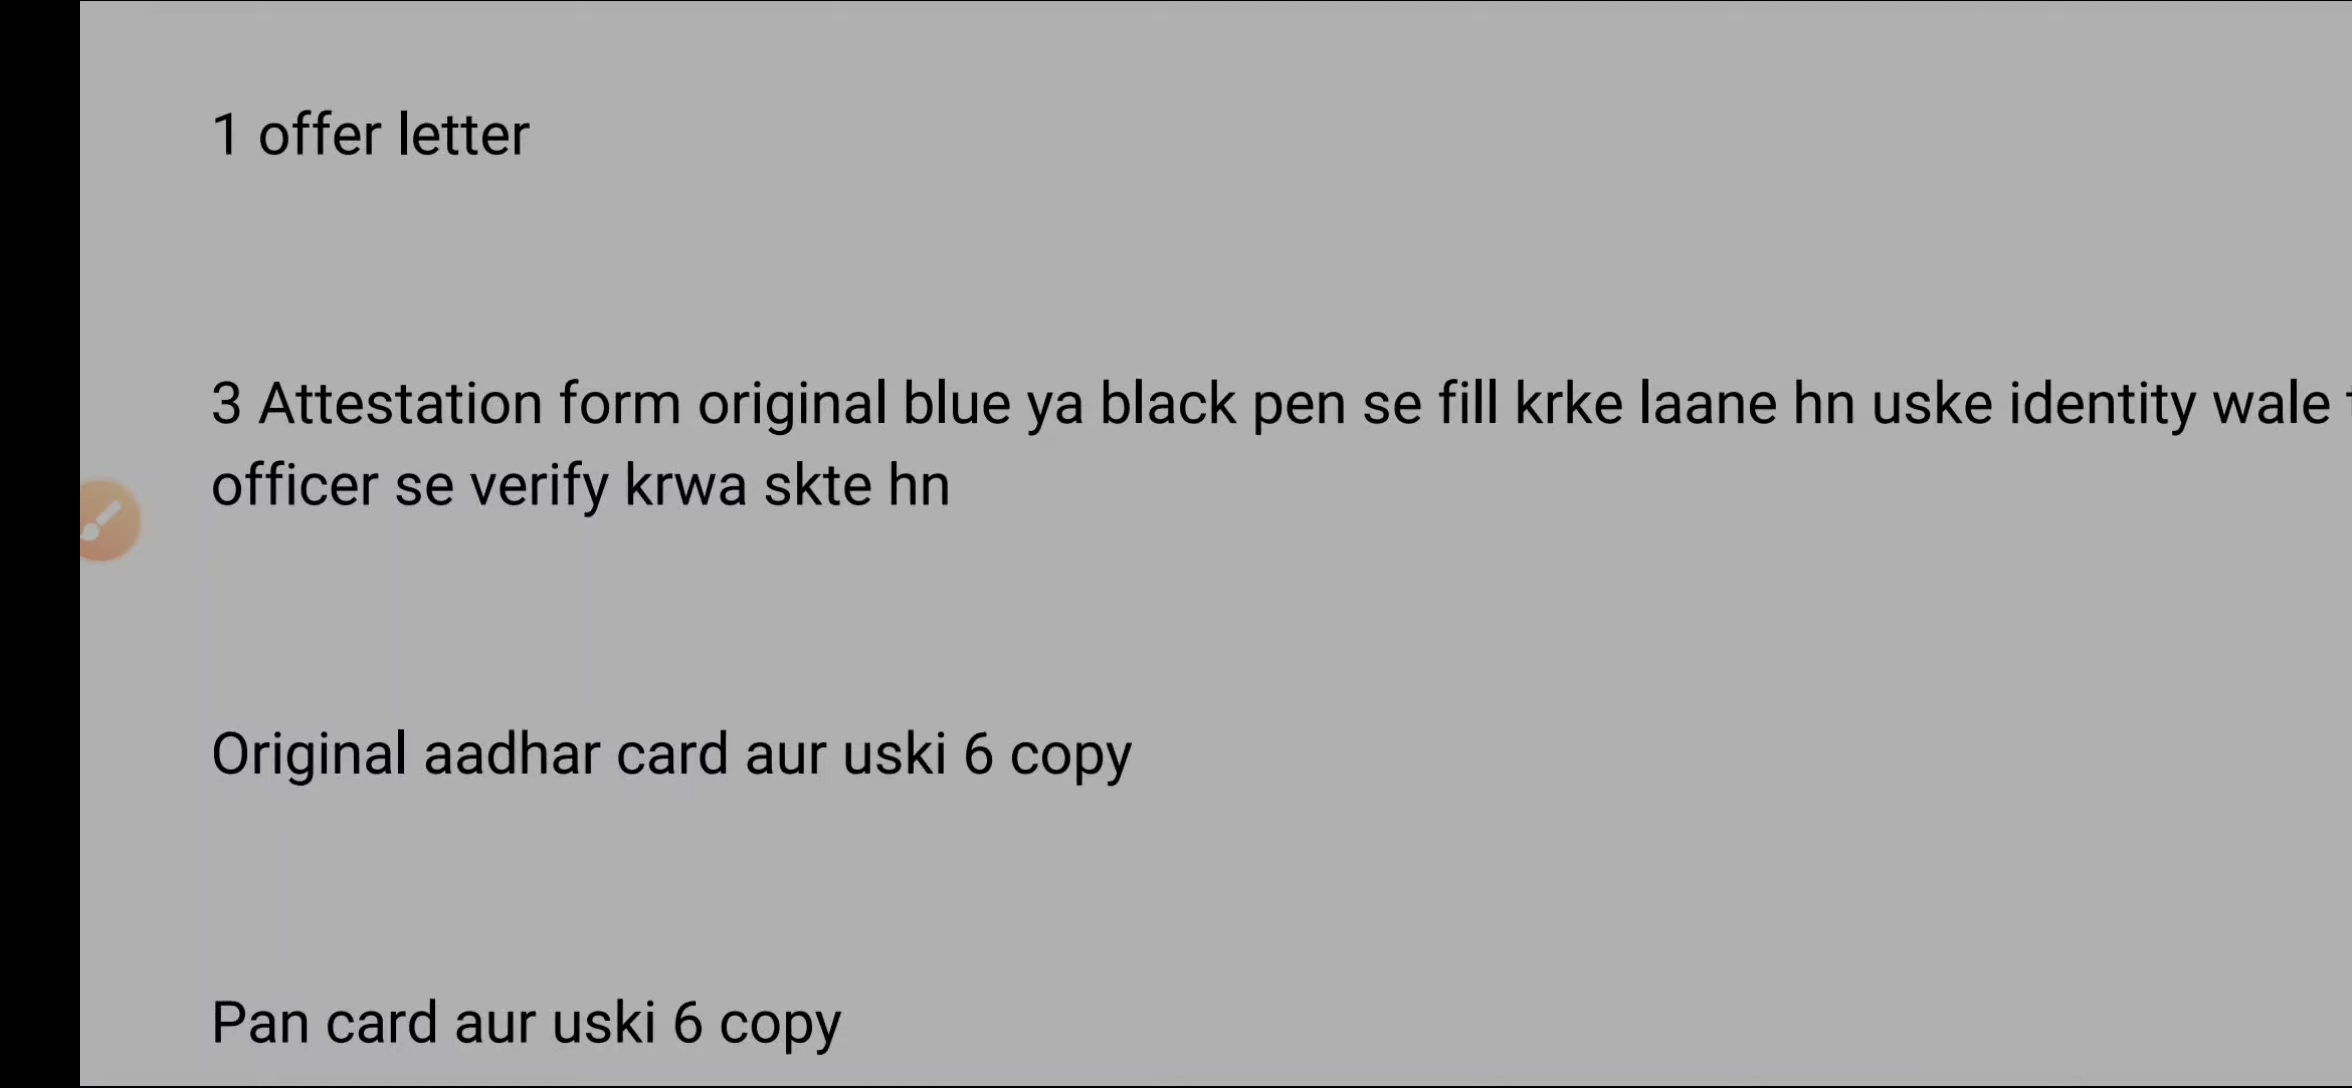 1 offer letter
3 Attestation form original blue ya black pen se fill krke laane hn uske identity wale
officer se verify krwa skte hn
Original aadhar card aur uski 6 copy
Pan card aur uski 6 copy